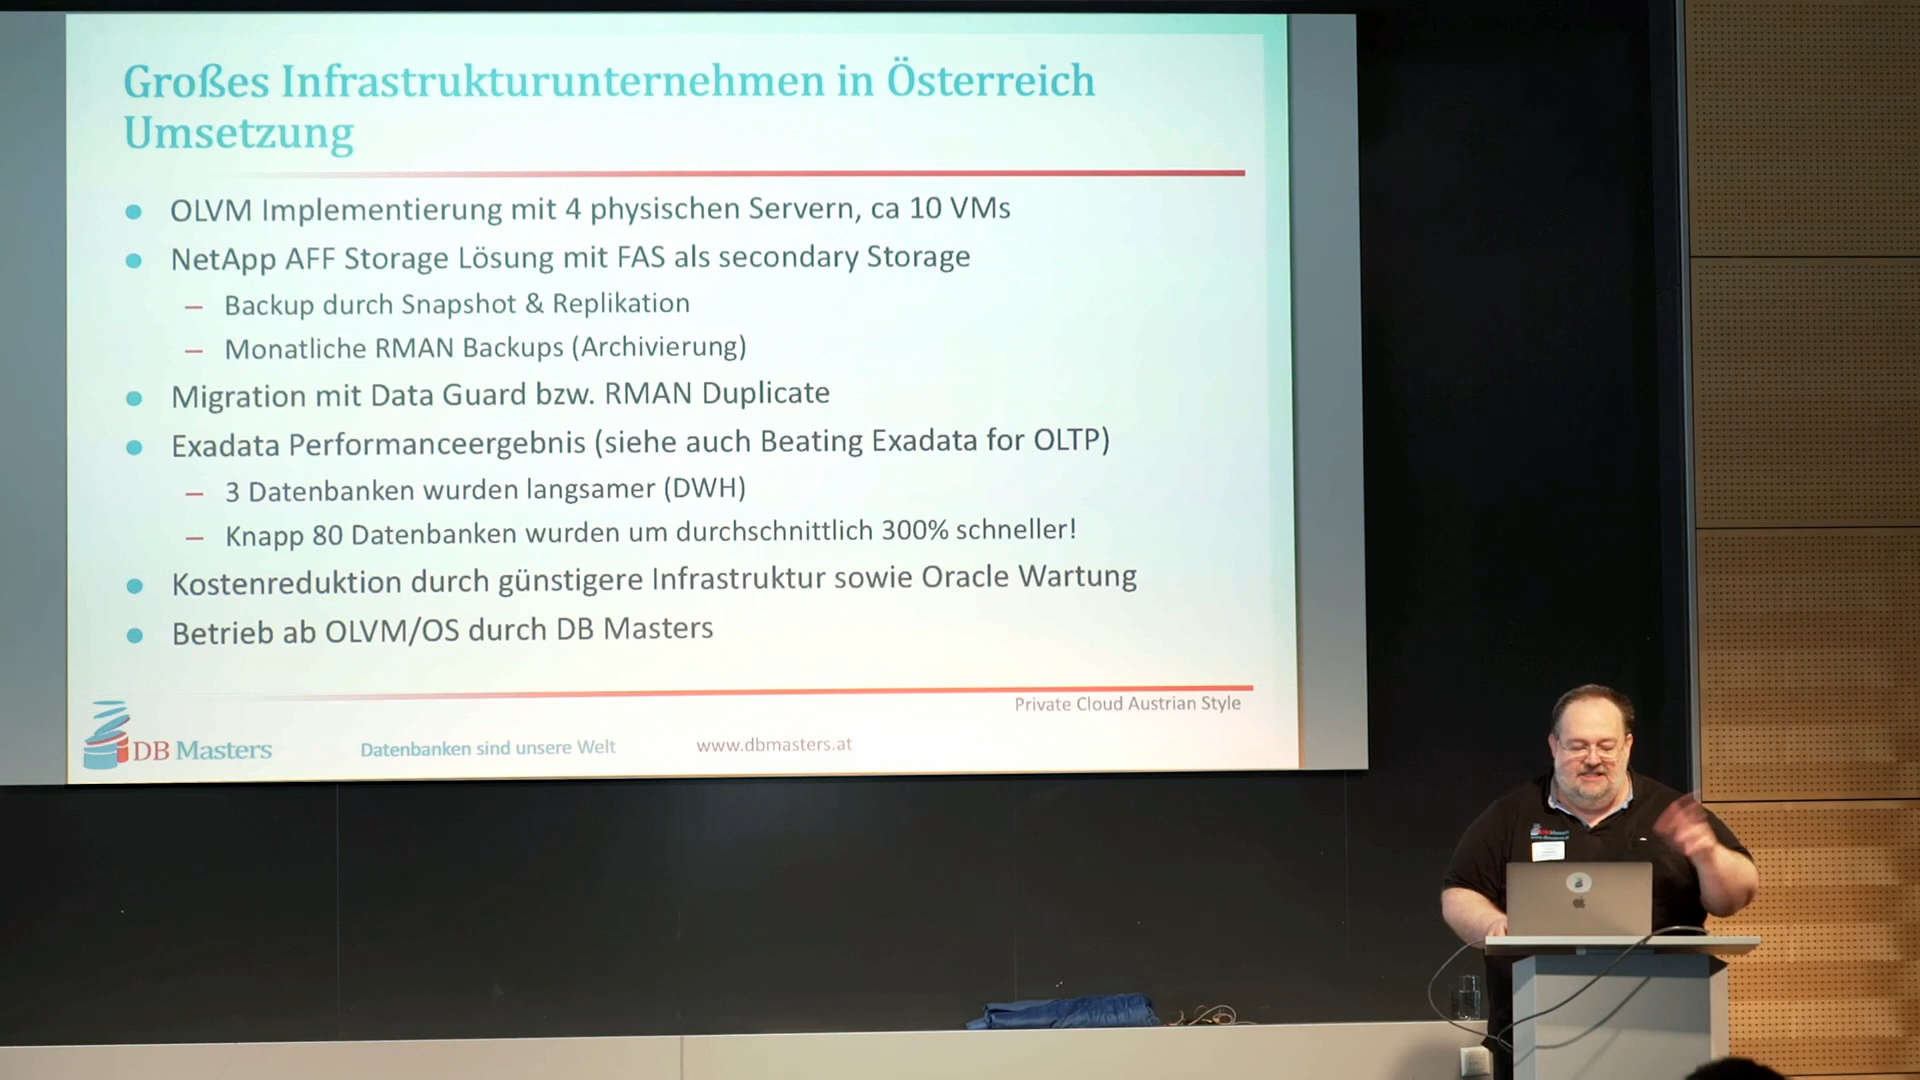 Großes Infrastrukturunternehmen in Österreich
Umsetzung
OLVM Implementierung mit 4 physischen Servern, ca 10 VMs
NetApp AFF Storage Lösung mit FAS als secondary Storage
– Backup durch Snapshot & Replikation
– Monatliche RMAN Backups (Archivierung)
Migration mit Data Guard bzw. RMAN Duplicate
Exadata Performanceergebnis (siehe auch Beating Exadata for OLTP)
– 3 Datenbanken wurden langsamer (DWH)
– Knapp 80 Datenbanken wurden um durchschnittlich 300% schneller!
Kostenreduktion durch günstigere Infrastruktur sowie Oracle Wartung
Betrieb ab OLVM/OS durch DB Masters
Private Cloud Austrian Style
DB Masters
Datenbanken sind unsere Welt
www.dbmasters.at